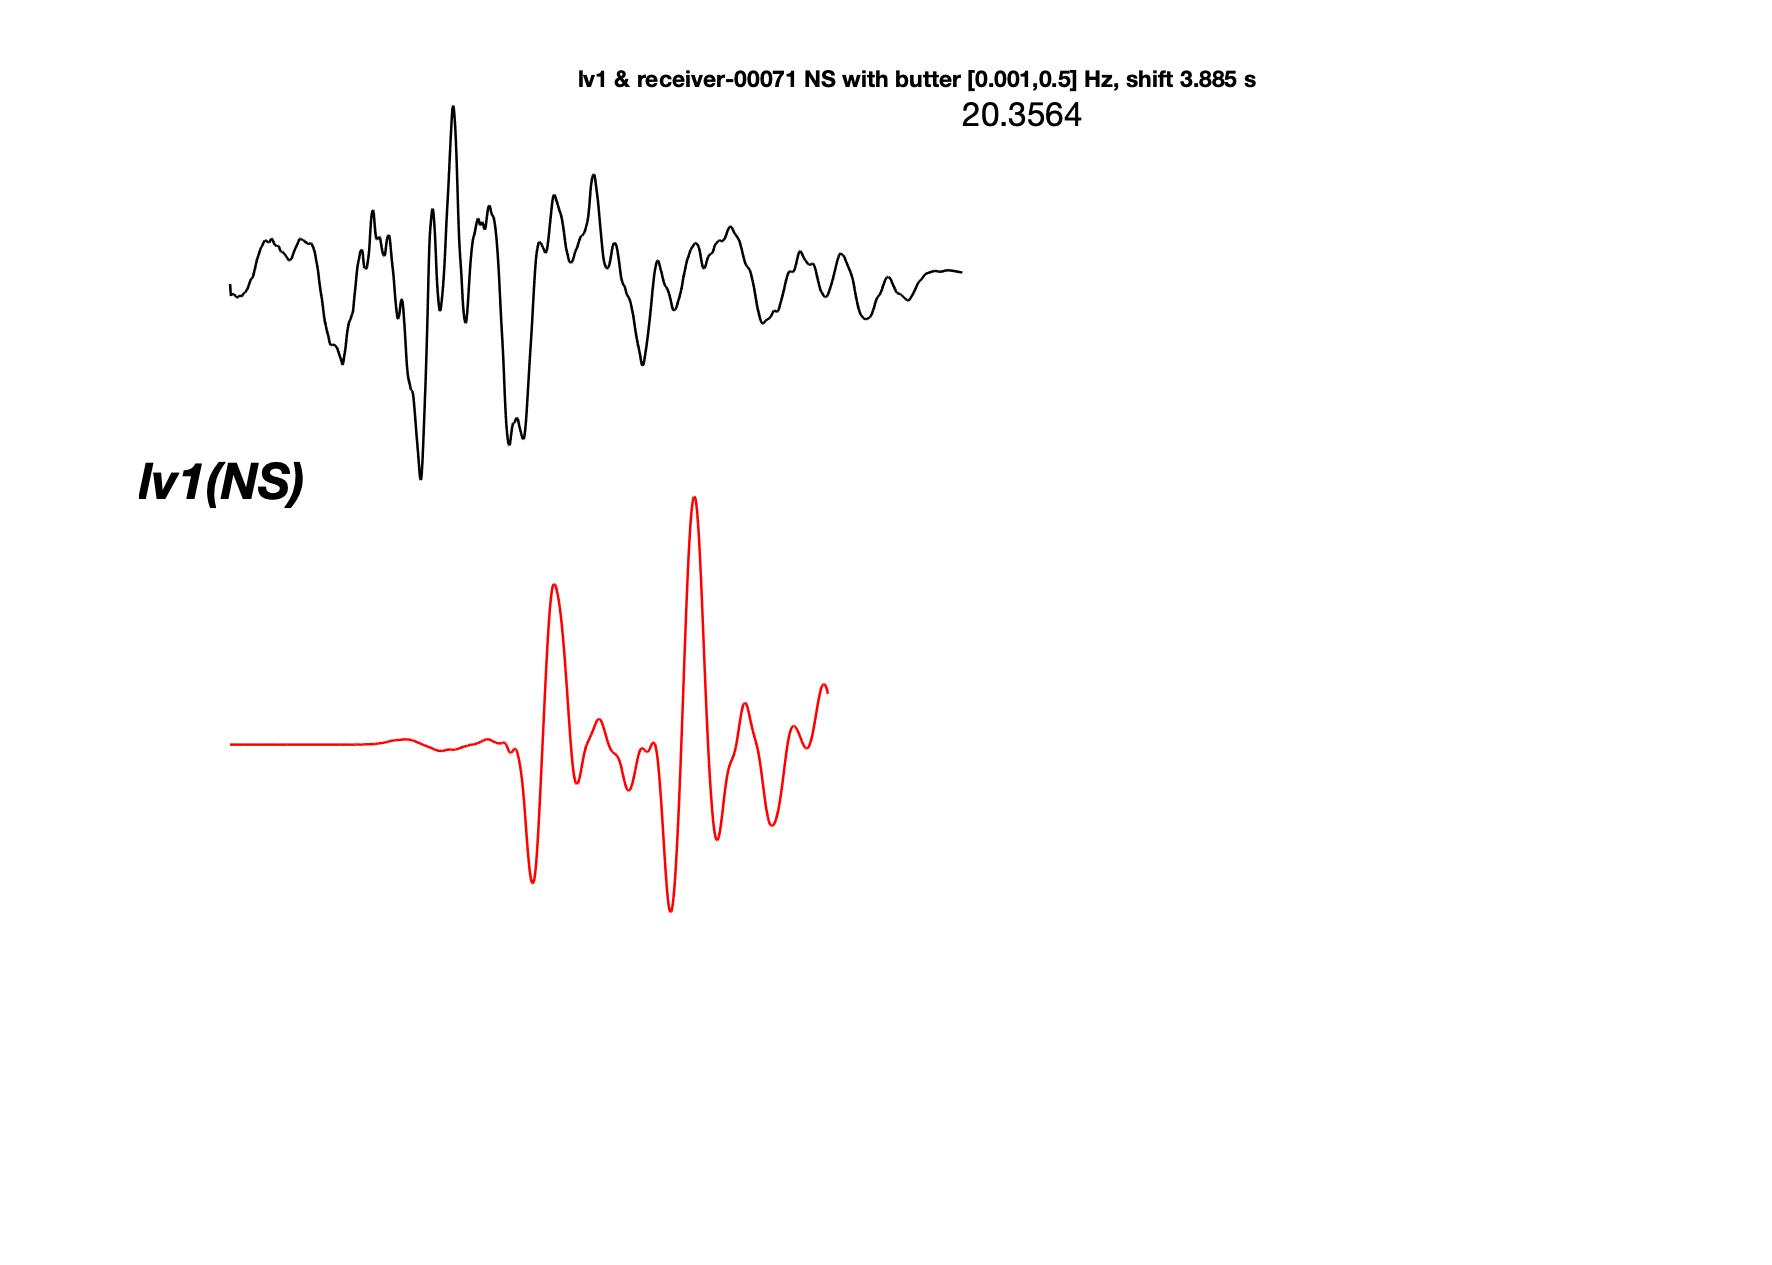 lv1 & receiver-00071 NS with butter [0.001,0.5] Hz, shift 3.885 s
20.3564
lv1(NS)